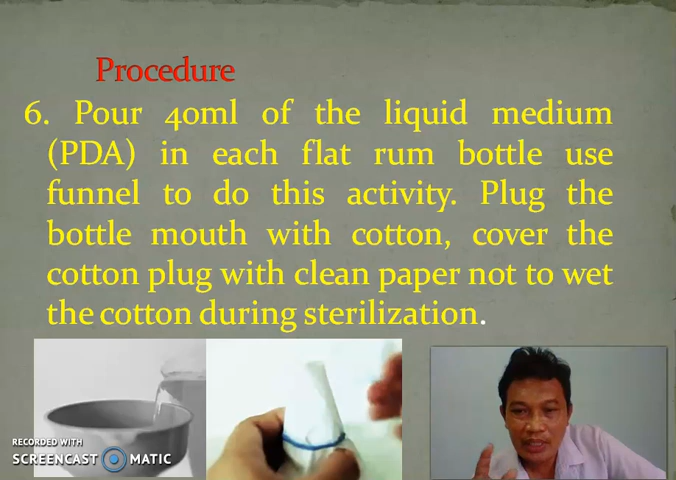 Procedure
6. Pour 40ml of the liquid medium
(PDA) in each flat rum bottle use
funnel to do this activity. Plug the
bottle mouth with cotton, cover the
cotton plug with clean paper not to wet
the cotton during sterilization.
RECORDED WITH
SCREENCAST MATIC